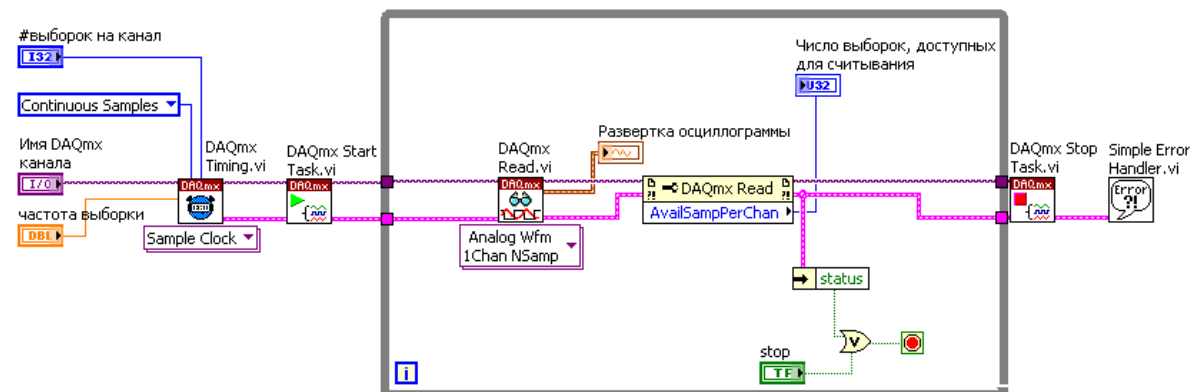 #выборок на канал
I32
Continuous Samples
Имя DAQmx
канала
I/O
частота выборки
DBL
DAQmx
Timing.vi
DAQmx
Sample Clock
DAQmx Start
Task.vi
DAQmx
DAQmx
Read.vi
DAQmx
Analog Wfm
1Chan NSamp
Развертка осциллограммы
DAQmx Read
AvailSampPerChan
Число выборок, доступных
для считывания
U32
status
stop
TF
V
i
DAQmx Stop
Task.vi
DAQmx
Simple Error
Handler.vi
Error
?!